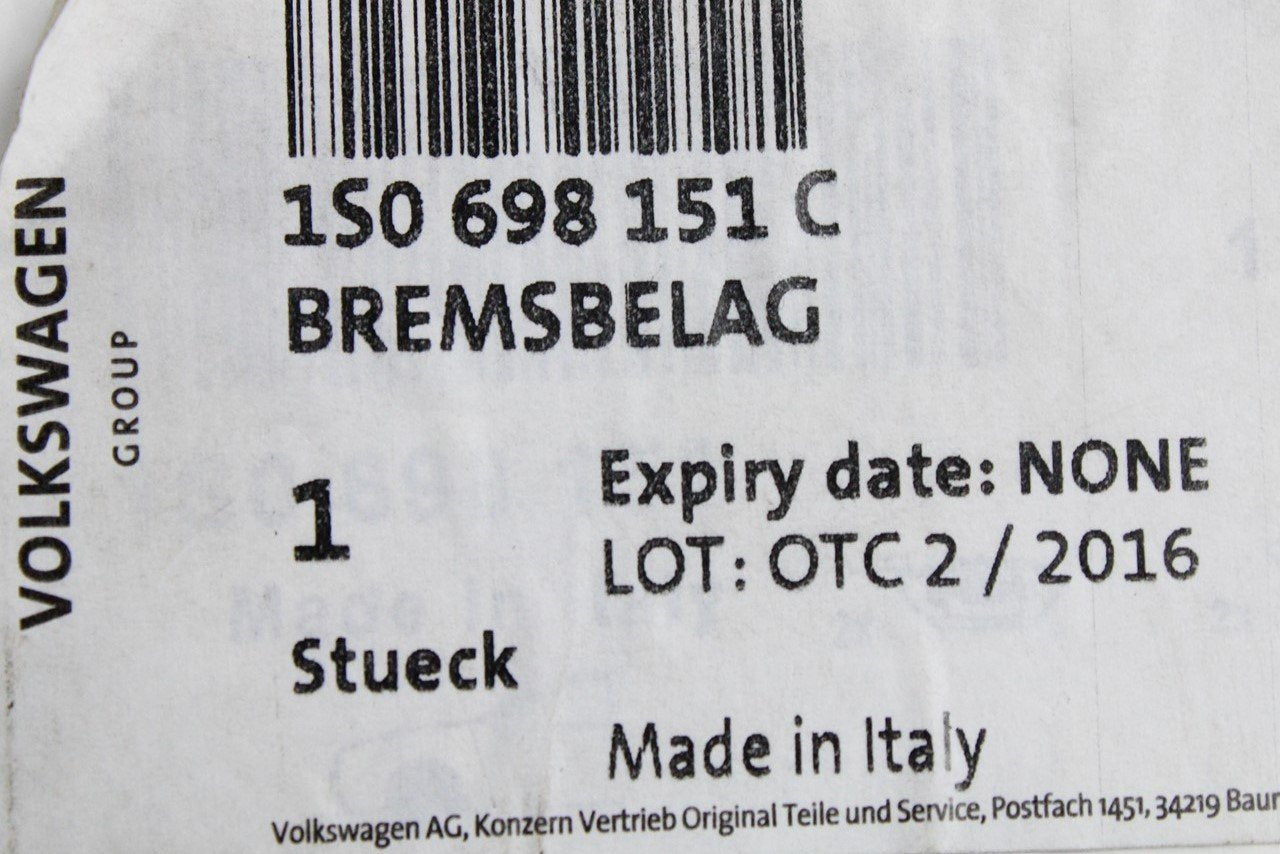 1S0 698 151 C
BREMSBELAG
VOLKSWAGEN
GROUP
1
Stueck
Expiry date: NONE
LOT: OTC 2 / 2016
Made in Italy
Volkswagen AG, Konzern Vertrieb Original Teile und Service, Postfach 1451, 34219